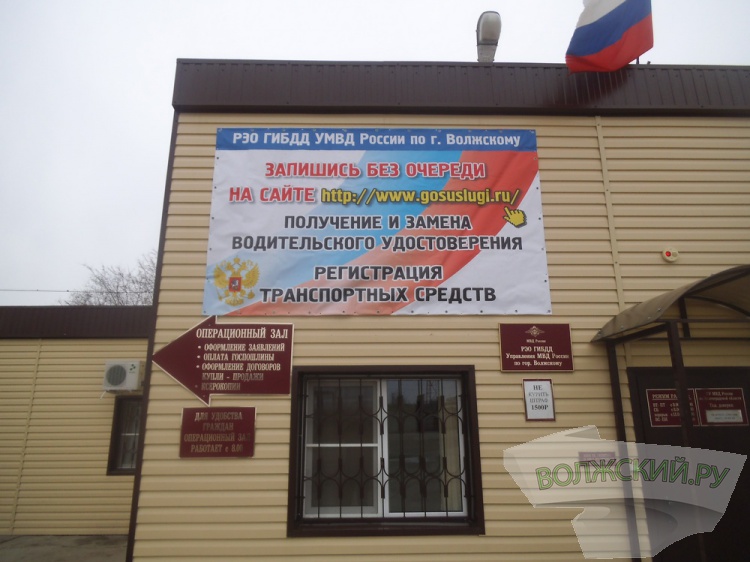 РЭО ГИБДД УМВД России по г. Волжскому
ЗАПИШИСЬ БЕЗ ОЧЕРЕДИ
НА САЙТЕ http://www.gosuslugi.ru/
ПОЛУЧЕНИЕ И ЗАМЕНА
ВОДИТЕЛЬСКОГО УДОСТОВЕРЕНИЯ
РЕГИСТРАЦИЯ
ТРАНСПОРТНЫХ СРЕДСТВ
ОПЕРАЦИОННЫЙ ЗАЛ
• ОФОРМЛЕНИЕ ЗАЯВЛЕНИЙ
• ОПЛАТА ГОСПОШЛИНЫ
• ОФОРМЛЕНИЕ ДОГОВОРОВ
КУПЛИ - ПРОДАЖИ
• КСЕРОКОПИИ
ДЛЯ УДОБСТВА
ГРАЖДАН
ОПЕРАЦИОННЫЙ ЗАЛ
РАБОТАЕТ с 8.00
МВД России
РЭО ГИБДД
Управления МВД России
по гор. Волжскому
НЕ
КУРИТЬ
ШТРАФ
1500Р
ВОЛЖСКИЙ.РУ